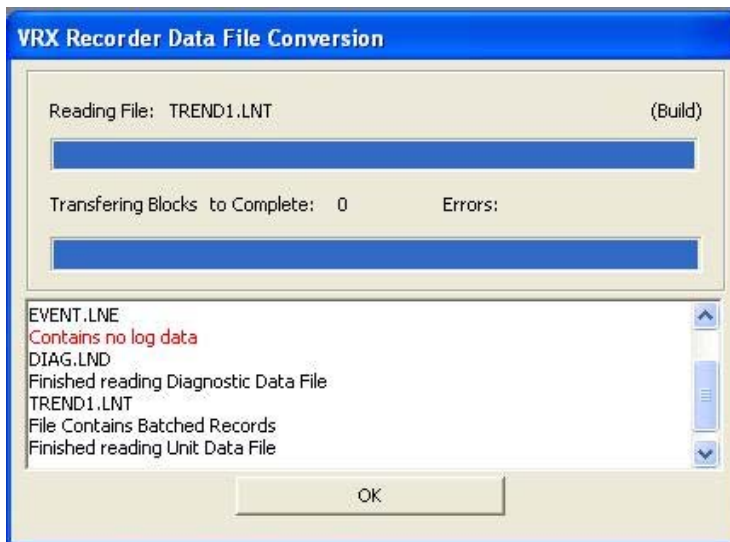 VRX Recorder Data File Conversion
Reading File: TREND1.LNT (Build)
Transfering Blocks to Complete: 0 Errors:
EVENT.LNE
Contains no log data
DIAG.LND
Finished reading Diagnostic Data File
TREND1.LNT
File Contains Batched Records
Finished reading Unit Data File
OK